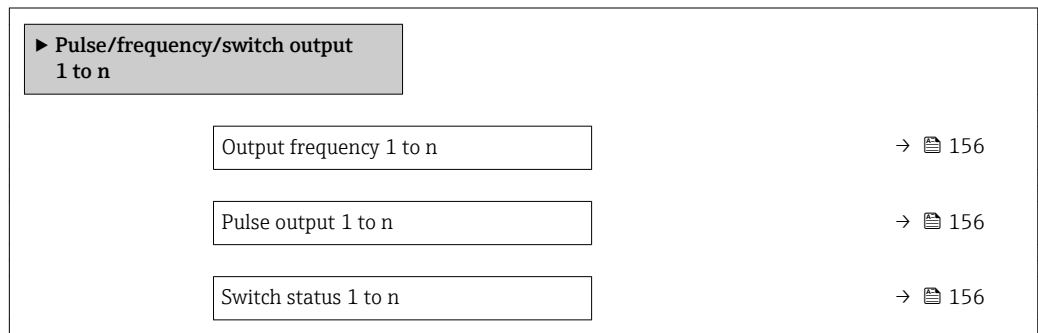 ▶ Pulse/frequency/switch output
1 to n
Output frequency 1 to n → 156
Pulse output 1 to n → 156
Switch status 1 to n → 156